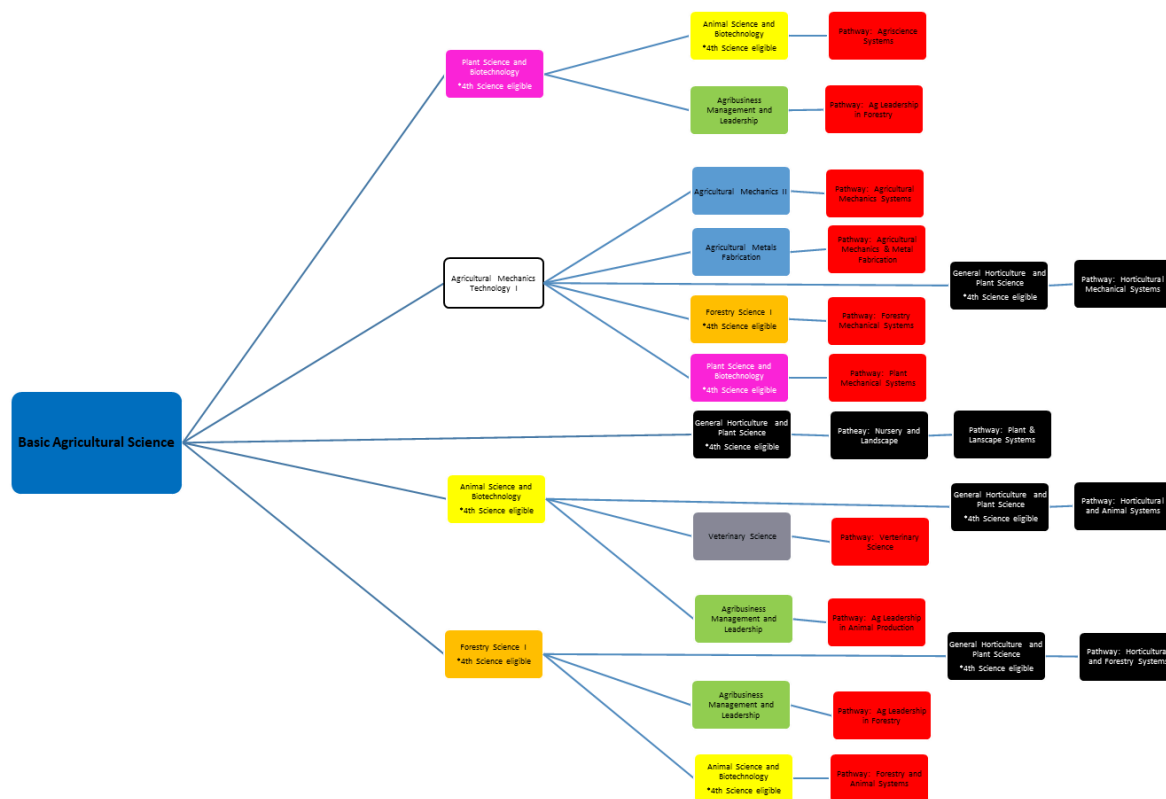 Basic Agricultural Science
Plant Science and
Biotechnology
*4th Science eligible
Animal Science and
Biotechnology
*4th Science eligible
Pathway: Agriscience
Systems
Agribusiness
Management and
Leadership
Pathway: Ag Leadership
in Forestry
Agricultural Mechanics
Technology I
Agricultural Mechanics II
Pathway: Agricultural
Mechanics Systems
Agricultural Metals
Fabrication
Pathway: Agricultural
Mechanics & Metal
Fabrication
General Horticulture and
Plant Science
*4th Science eligible
Pathway: Horticultural
Mechanical Systems
Forestry Science I
*4th Science eligible
Pathway: Forestry
Mechanical Systems
Plant Science and
Biotechnology
*4th Science eligible
Pathway: Plant
Mechanical Systems
General Horticulture and
Plant Science
*4th Science eligible
Patheay: Nursery and
Landscape
Pathway: Plant &
Lanscape Systems
Animal Science and
Biotechnology
*4th Science eligible
General Horticulture and
Plant Science
*4th Science eligible
Pathway: Horticultural
and Animal Systems
Veterinary Science
Pathway: Verterinary
Science
Agribusiness
Management and
Leadership
Pathway: Ag Leadership
in Animal Production
Forestry Science I
*4th Science eligible
General Horticulture and
Plant Science
*4th Science eligible
Pathway: Horticultural
and Forestry Systems
Agribusiness
Management and
Leadership
Pathway: Ag Leadership
in Forestry
Animal Science and
Biotechnology
*4th Science eligible
Pathway: Forestry and
Animal Systems